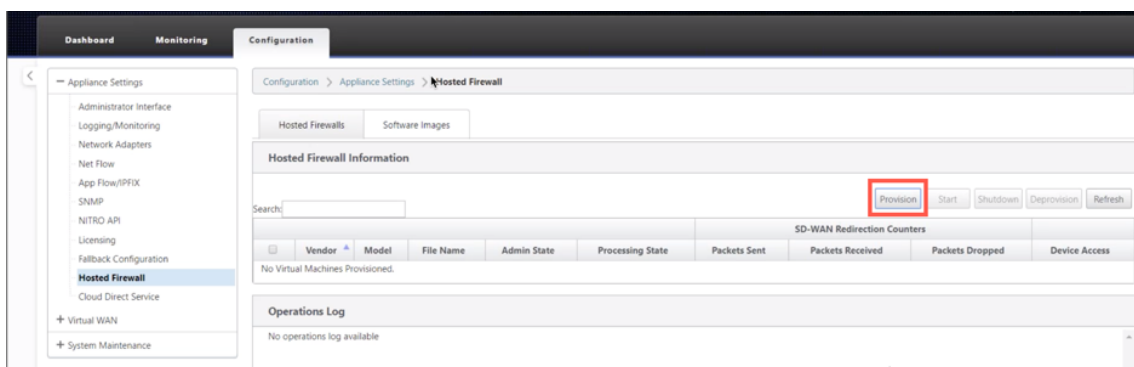 Dashboard Monitoring Configuration
Configuration > Appliance Settings > Hosted Firewall
Appliance Settings
Administrator Interface
Logging/Monitoring
Network Adapters
Net Flow
App Flow/IPFIX
SNMP
NITRO API
Licensing
Fallback Configuration
Hosted Firewall
Cloud Direct Service
Virtual WAN
System Maintenance
Hosted Firewalls Software Images
Hosted Firewall Information
Provision Start Shutdown Deprovision Refresh
Search:
SD-WAN Redirection Counters
Vendor Model File Name Admin State Processing State Packets Sent Packets Received Packets Dropped Device Access
No Virtual Machines Provisioned.
Operations Log
No operations log available